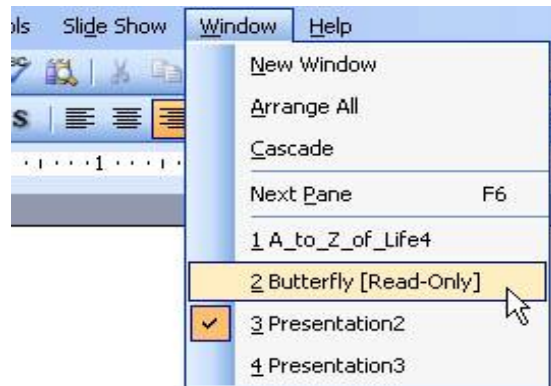 Slide Show Window Help
New Window
Arrange All
Cascade
Next Pane F6
1 A_to_Z_of_Life4
2 Butterfly [Read-Only]
3 Presentation2
4 Presentation3
S
1